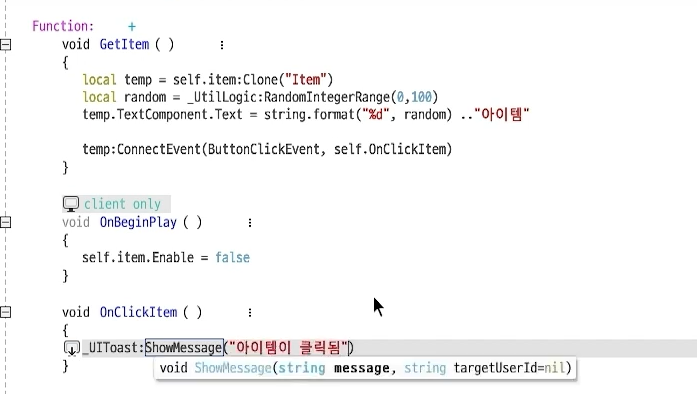 Function: +
void GetItem ( ) ⋮
{
local temp = self.item:Clone("Item")
local random = _UtilLogic:RandomIntegerRange(0,100)
temp.TextComponent.Text = string.format("%d", random) .."아이템"
temp:ConnectEvent(ButtonClickEvent, self.OnClickItem)
}
client only
void OnBeginPlay ( ) ⋮
{
self.item.Enable = false
}
void OnClickItem ( ) ⋮
{
_UIToast:ShowMessage("아이템이 클릭됨")
}
void ShowMessage(string message, string targetUserId=nil)